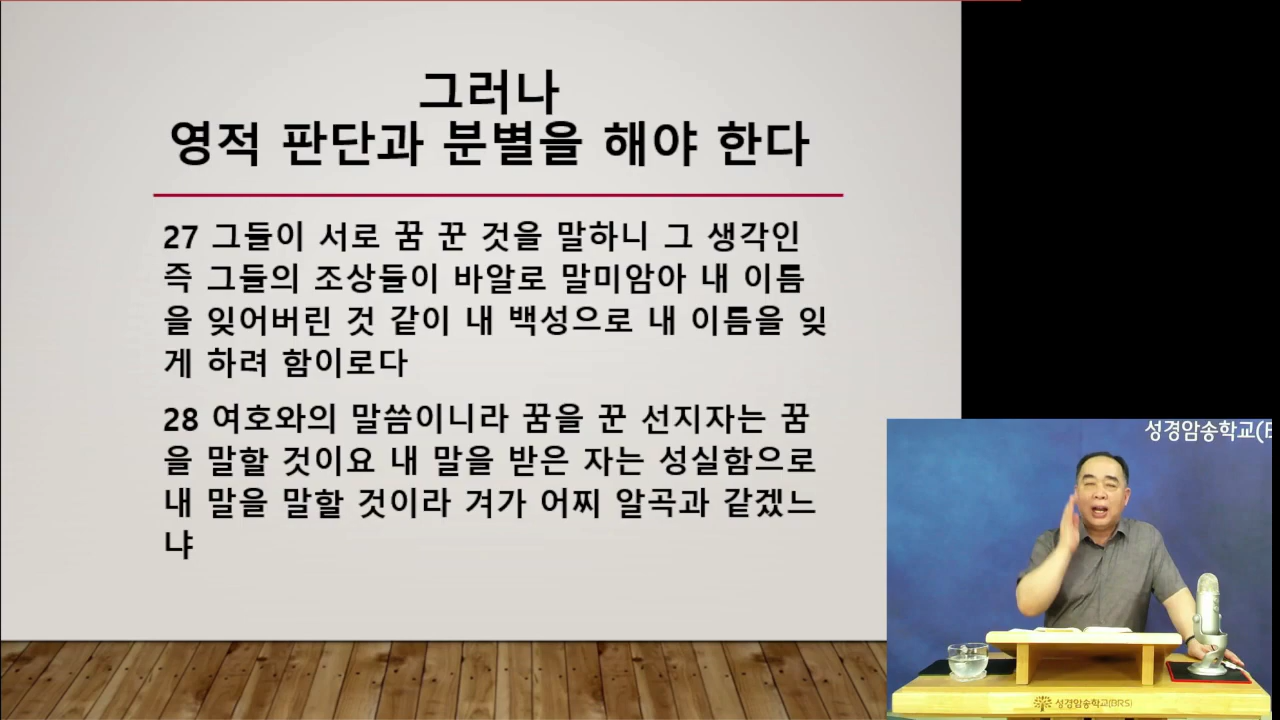 그러나
영적 판단과 분별을 해야 한다
27 그들이 서로 꿈 꾼 것을 말하니 그 생각인
즉 그들의 조상들이 바알로 말미암아 내 이름
을 잊어버린 것 같이 내 백성으로 내 이름을 잊
게 하려 함이로다
28 여호와의 말씀이니라 꿈을 꾼 선지자는 꿈
을 말할 것이요 내 말을 받은 자는 성실함으로
내 말을 말할 것이라 겨가 어찌 알곡과 같겠느
냐
성경암송학교(B
성경암송학교(BRS)